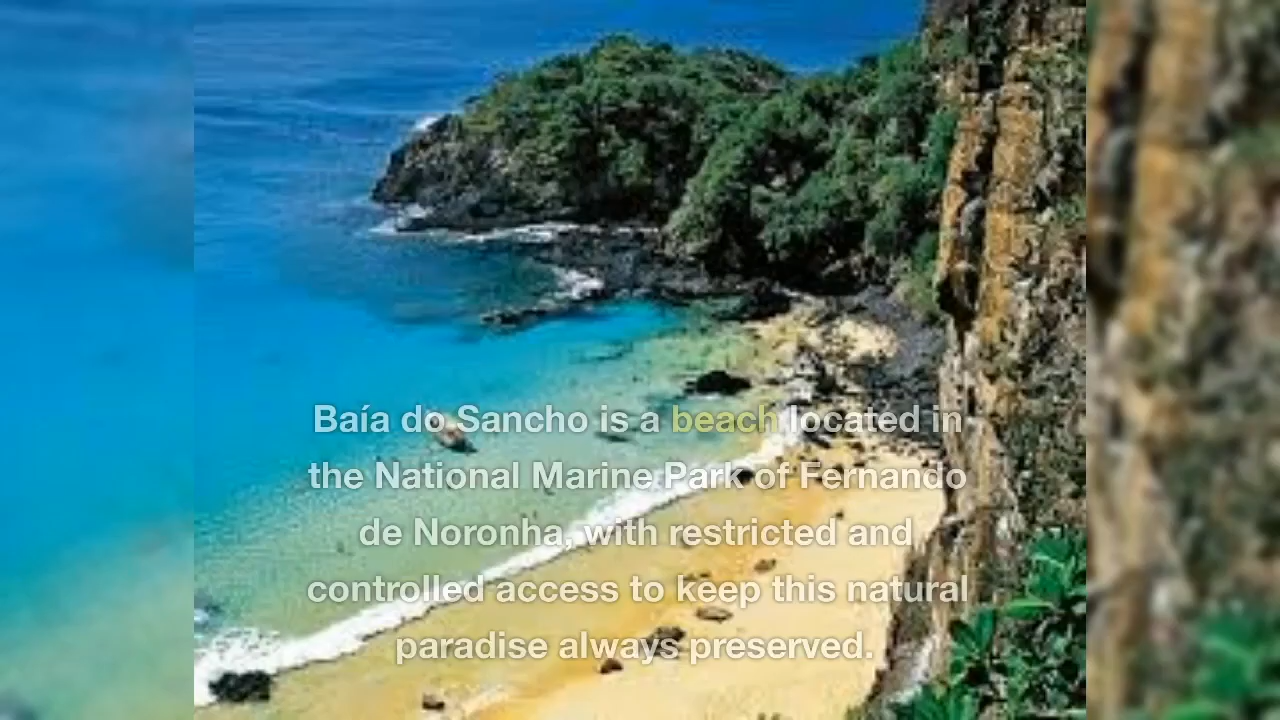 Baía do Sancho is a beach located in
the National Marine Park of Fernando
de Noronha, with restricted and
controlled access to keep this natural
paradise always preserved.